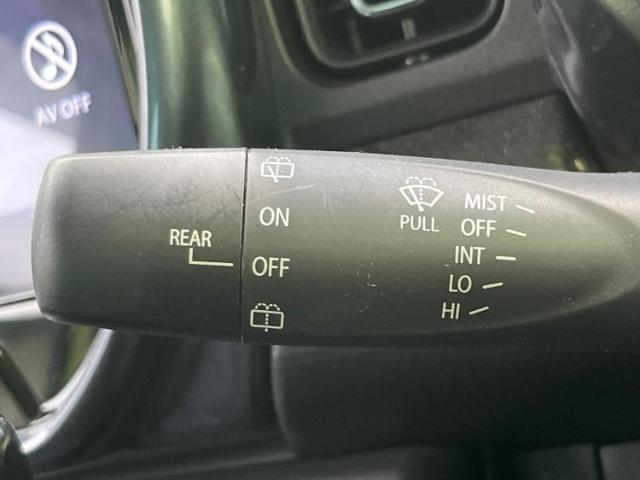 AV OFF
REAR
ON
OFF
PULL
MIST
OFF
INT
LO
HI